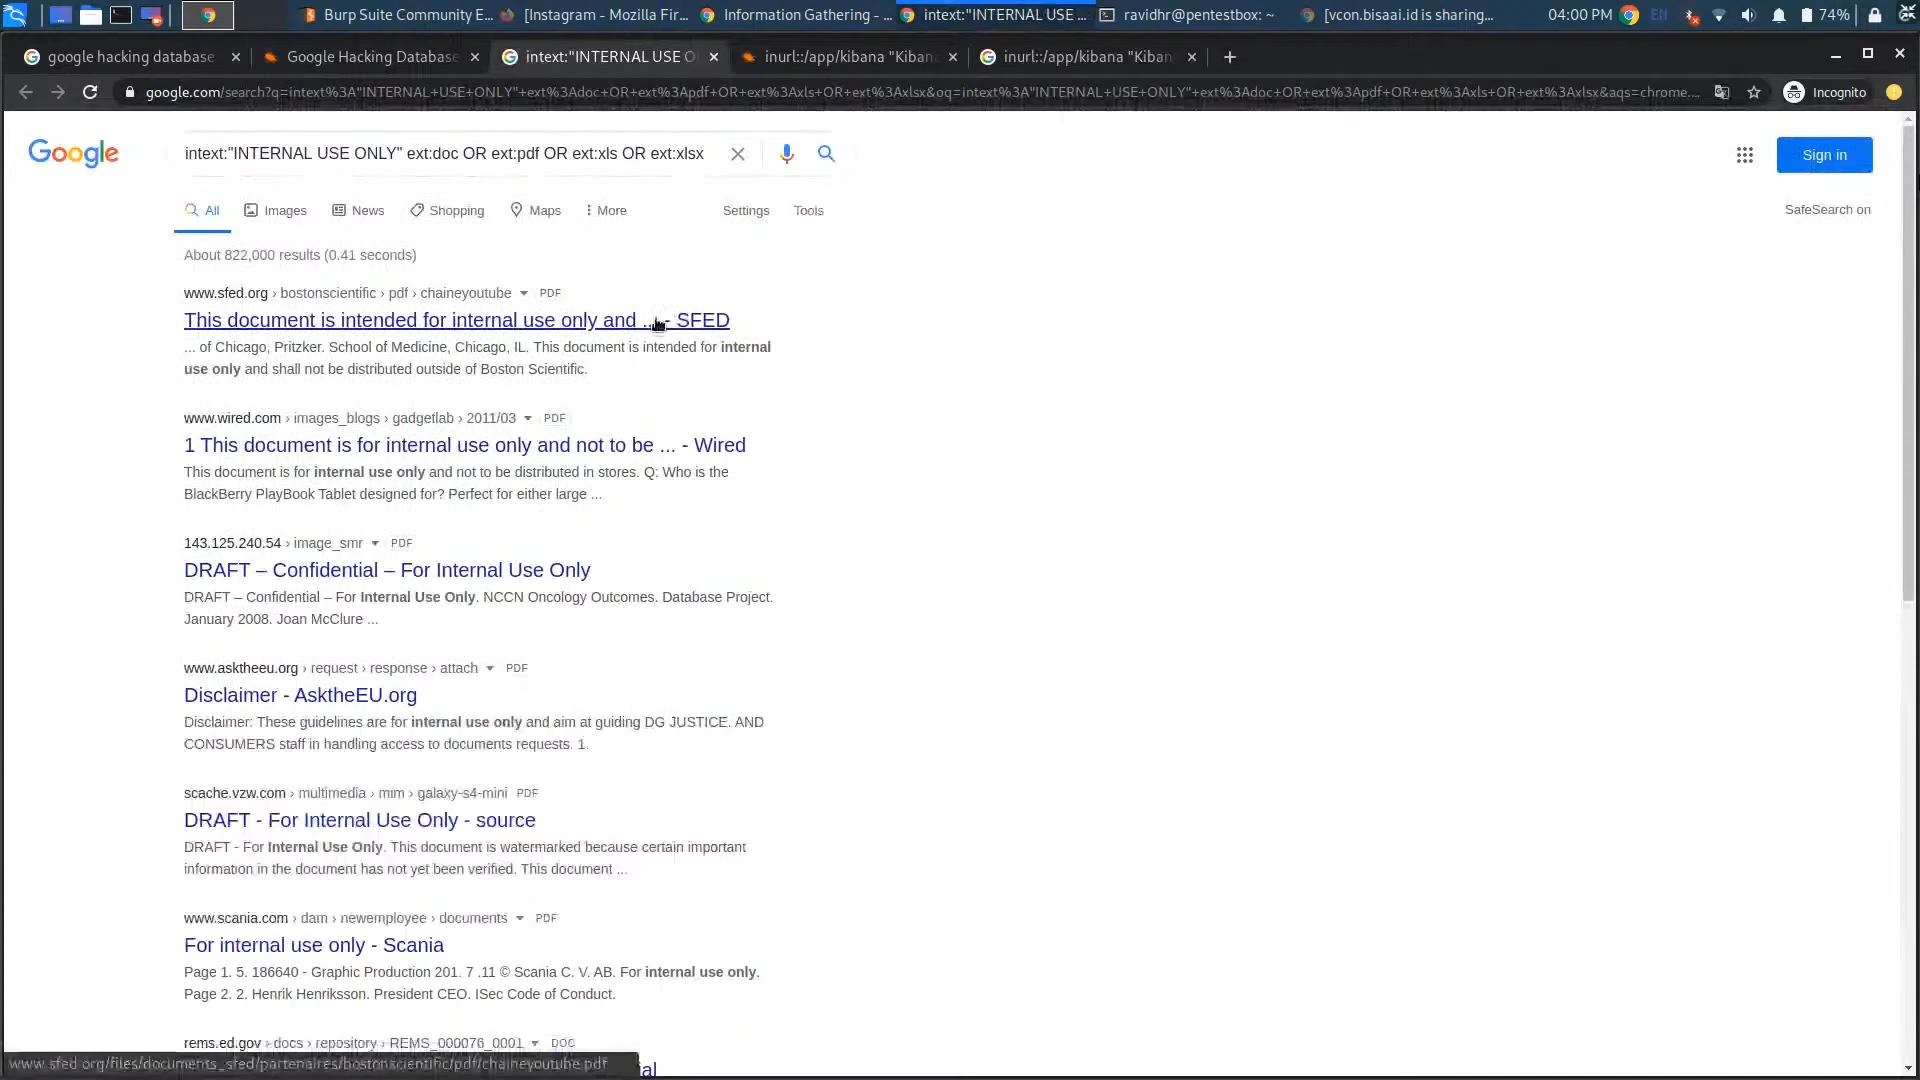 Burp Suite Community E...
[Instagram - Mozilla Fir...
Information Gathering - ...
intext:"INTERNAL USE ...
ravidhr@pentestbox: ~
[vcon.bisaai.id is sharing...
04:00 PM
EN
74%
google hacking database
Google Hacking Database
intext:"INTERNAL USE O
inurl::/app/kibana "Kibana
inurl::/app/kibana "Kiban
google.com/search?q=intext%3A"INTERNAL+USE+ONLY"+ext%3Adoc+OR+ext%3Apdf+OR+ext%3Axls+OR+ext%3Axlsx&oq=intext%3A"INTERNAL+USE+ONLY"+ext%3Adoc+OR+ext%3Apdf+OR+ext%3Axls+OR+ext%3Axlsx&aqs=chrome...
Incognito
Google
intext:"INTERNAL USE ONLY" ext:doc OR ext:pdf OR ext:xls OR ext:xlsx
Sign in
All
Images
News
Shopping
Maps
More
Settings
Tools
SafeSearch on
About 822,000 results (0.41 seconds)
www.sfed.org › bostonscientific › pdf › chaineyoutube PDF
This document is intended for internal use only and ... - SFED
... of Chicago, Pritzker. School of Medicine, Chicago, IL. This document is intended for internal
use only and shall not be distributed outside of Boston Scientific.
www.wired.com › images_blogs › gadgetlab › 2011/03 PDF
1 This document is for internal use only and not to be ... - Wired
This document is for internal use only and not to be distributed in stores. Q: Who is the
BlackBerry PlayBook Tablet designed for? Perfect for either large ...
143.125.240.54 › image_smr PDF
DRAFT – Confidential – For Internal Use Only
DRAFT – Confidential – For Internal Use Only. NCCN Oncology Outcomes. Database Project.
January 2008. Joan McClure ...
www.asktheeu.org › request › response › attach PDF
Disclaimer - AsktheEU.org
Disclaimer: These guidelines are for internal use only and aim at guiding DG JUSTICE. AND
CONSUMERS staff in handling access to documents requests. 1.
scache.vzw.com › multimedia › mim › galaxy-s4-mini PDF
DRAFT - For Internal Use Only - source
DRAFT - For Internal Use Only. This document is watermarked because certain important
information in the document has not yet been verified. This document ...
www.scania.com › dam › newemployee › documents PDF
For internal use only - Scania
Page 1. 5. 186640 - Graphic Production 201. 7 .11 © Scania C. V. AB. For internal use only.
Page 2. 2. Henrik Henriksson. President CEO. ISec Code of Conduct.
rems.ed.gov › docs › repository › REMS_000076_0001 DOC
www.sfed.org/files/documents_sfed/partenaires/bostonscientific/pdf/chaineyoutube.pdf